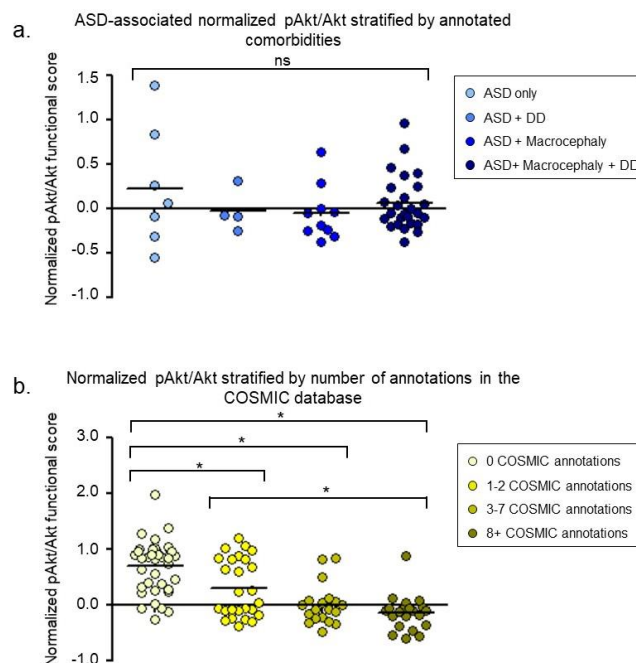 a.
ASD-associated normalized pAkt/Akt stratified by annotated
comorbidities
ns
Normalized pAkt/Akt functional score
1.5
1.0
0.5
0.0
-0.5
-1.0
ASD only
ASD + DD
ASD + Macrocephaly
ASD+ Macrocephaly + DD
b.
Normalized pAkt/Akt stratified by number of annotations in the
COSMIC database
*
*
*
*
Normalized pAkt/Akt functional score
3.0
2.0
1.0
0.0
-1.0
0 COSMIC annotations
1-2 COSMIC annotations
3-7 COSMIC annotations
8+ COSMIC annotations